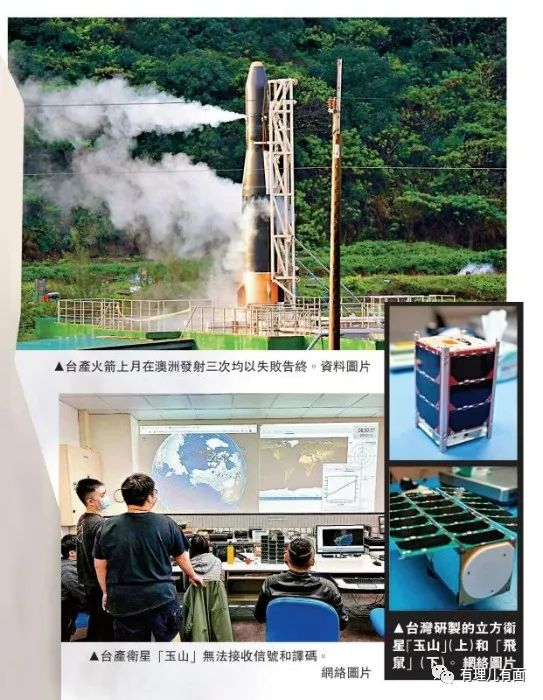 ▲台產火箭上月在澳洲發射三次均以失敗告終。資料圖片
▲台產衛星「玉山」無法接收信號和譯碼。
網絡圖片
▲台灣研製的立方衛
星「玉山」(上)和「飛
鼠」(下)。網絡圖片
有理儿有面